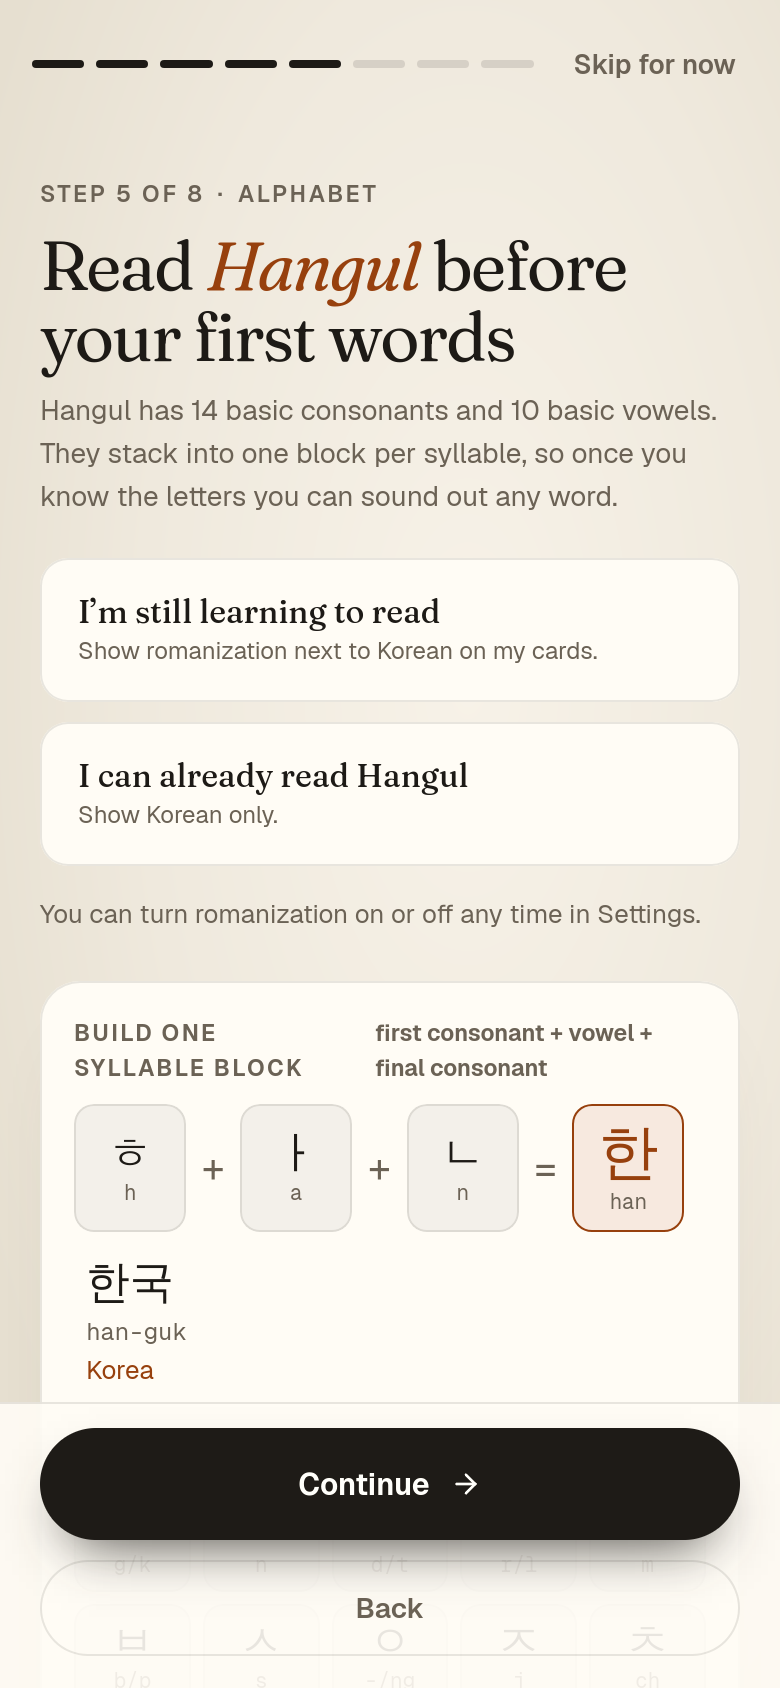 Skip for now
STEP 5 OF 8 · ALPHABET
Read Hangul before
your first words
Hangul has 14 basic consonants and 10 basic vowels.
They stack into one block per syllable, so once you
know the letters you can sound out any word.
I’m still learning to read
Show romanization next to Korean on my cards.
I can already read Hangul
Show Korean only.
You can turn romanization on or off any time in Settings.
BUILD ONE
SYLLABLE BLOCK
first consonant + vowel +
final consonant
ㅎ + ㅏ + ㄴ = 한
h a n han
한국
han-guk
Korea
Continue →
g/k n d/t r/l m
Back
ㅂ ㅅ ㅇ ㅈ ㅊ
b/p s -/ng j ch